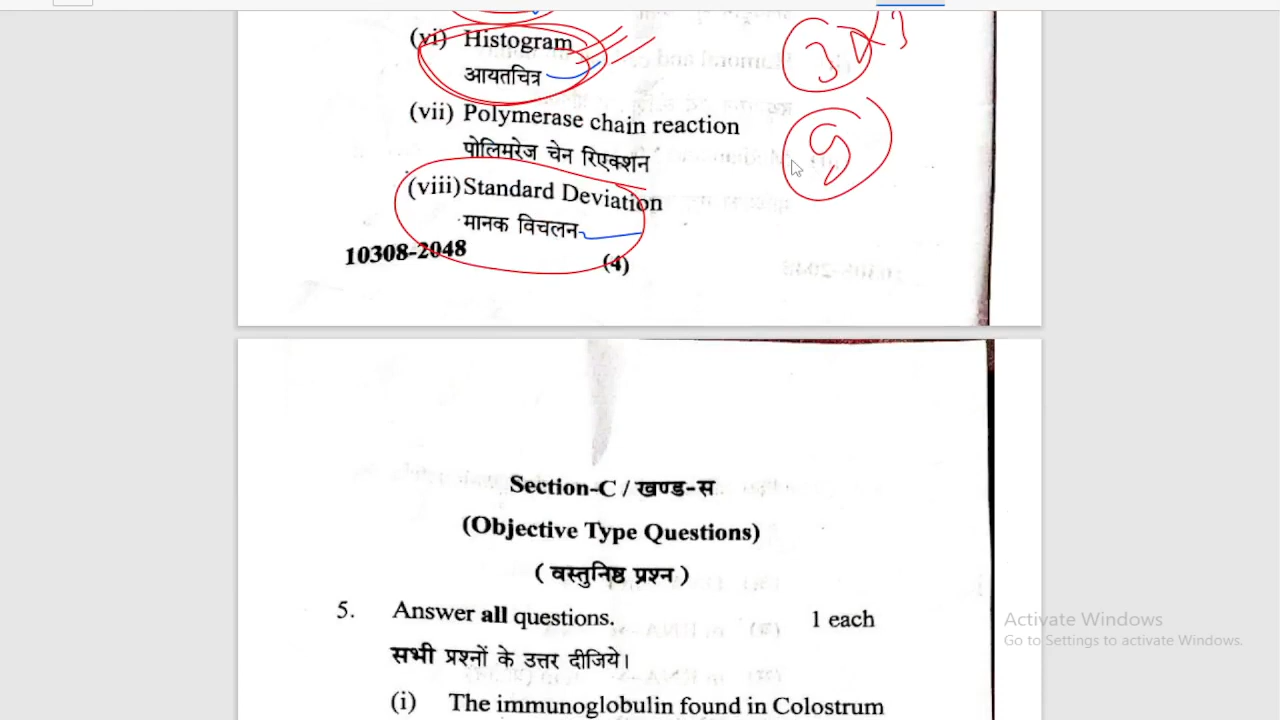 (vi) Histogram
आयतचित्र
(vii) Polymerase chain reaction
पोलिमरेज चेन रिएक्शन
(viii) Standard Deviation
मानक विचलन
10308-2048
(4)
Section-C / खण्ड-स
(Objective Type Questions)
( वस्तुनिष्ठ प्रश्न )
5. Answer all questions. 1 each
सभी प्रश्नों के उत्तर दीजिये।
(i) The immunoglobulin found in Colostrum
Activate Windows
Go to Settings to activate Windows.